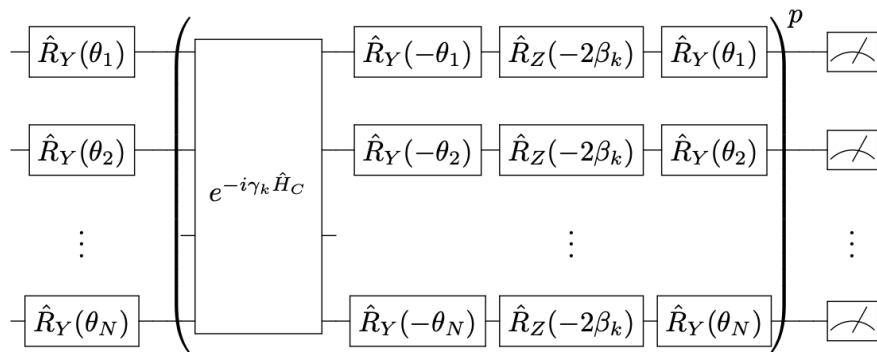 R̂_Y(θ_1) ( R̂_Y(-θ_1) R̂_Z(-2β_k) R̂_Y(θ_1) )^p
R̂_Y(θ_2) R̂_Y(-θ_2) R̂_Z(-2β_k) R̂_Y(θ_2)
e^{-iγ_k Ĥ_C}
⋮ ⋮ ⋮
R̂_Y(θ_N) R̂_Y(-θ_N) R̂_Z(-2β_k) R̂_Y(θ_N)